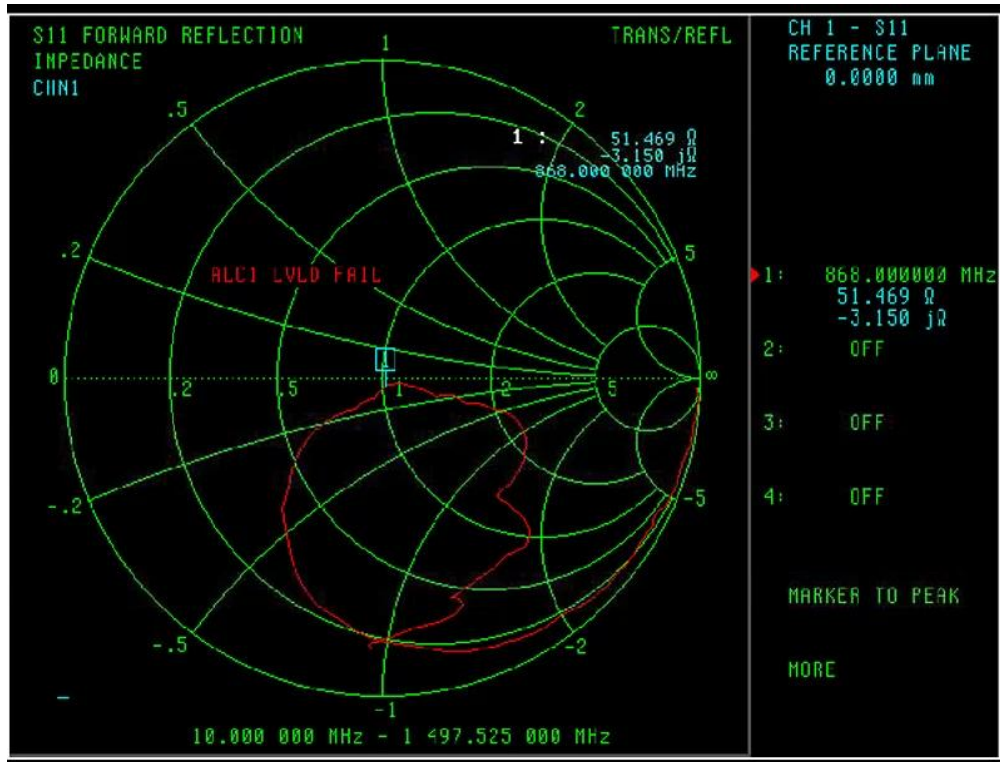 S11 FORWARD REFLECTION
IMPEDANCE
CHN1
TRANS/REFL
1
.5
2
1 :
51.469 Ω
-3.150 jΩ
868.000 000 MHz
.2
5
ALC1 LVLD FAIL
1
0
.2
.5
1
2
5
∞
-.2
-5
-.5
-2
-1
10.000 000 MHz - 1 497.525 000 MHz
CH 1 - S11
REFERENCE PLANE
0.0000 mm
1: 868.000000 MHz
51.469 Ω
-3.150 jΩ
2: OFF
3: OFF
4: OFF
MARKER TO PEAK
MORE